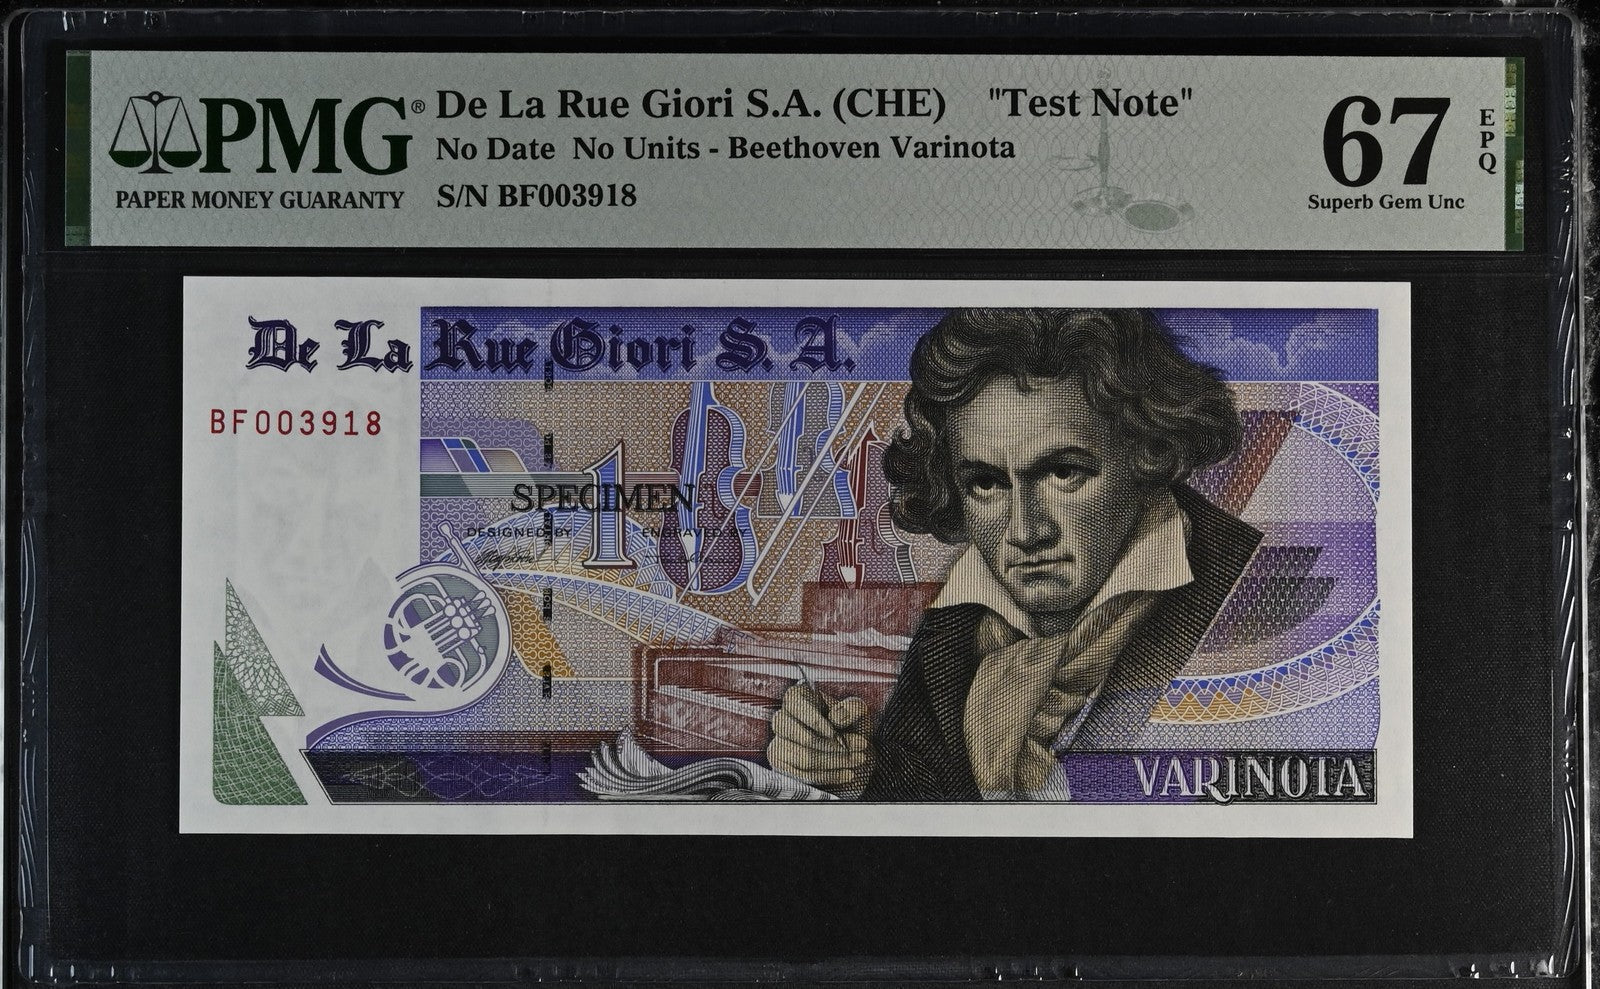 PMG®
PAPER MONEY GUARANTY
De La Rue Giori S.A. (CHE) "Test Note"
No Date No Units - Beethoven Varinota
S/N BF003918
67
EPQ
Superb Gem Unc
De La Rue Giori S. A.
BF003918
1
SPECIMEN
DESIGNED BY
ENGRAVED BY
VARINOTA